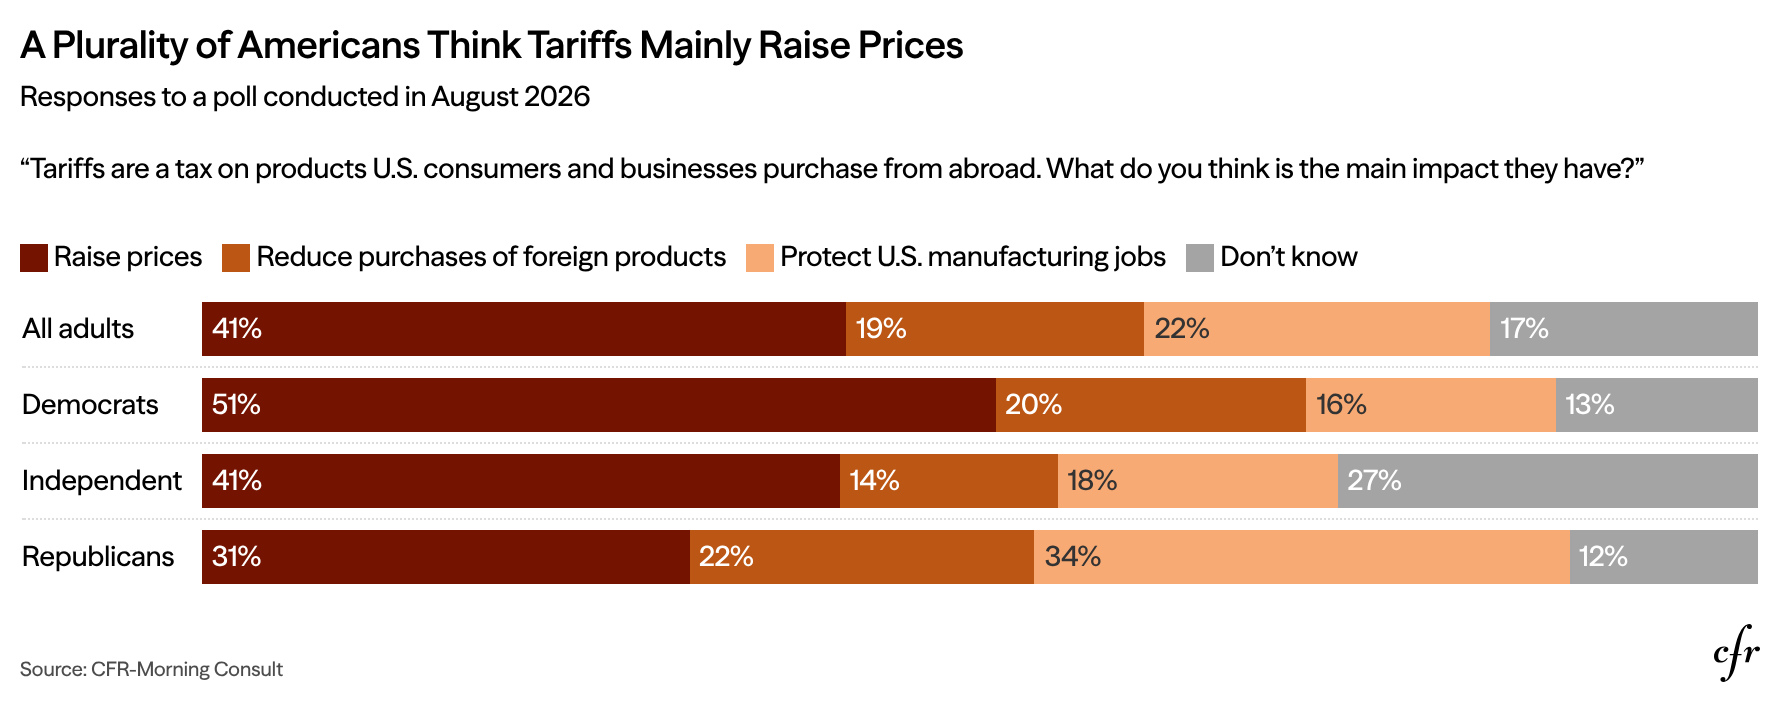 A Plurality of Americans Think Tariffs Mainly Raise Prices
Responses to a poll conducted in August 2026
“Tariffs are a tax on products U.S. consumers and businesses purchase from abroad. What do you think is the main impact they have?”
Raise prices Reduce purchases of foreign products Protect U.S. manufacturing jobs Don’t know
All adults 41% 19% 22% 17%
Democrats 51% 20% 16% 13%
Independent 41% 14% 18% 27%
Republicans 31% 22% 34% 12%
Source: CFR-Morning Consult
cfr